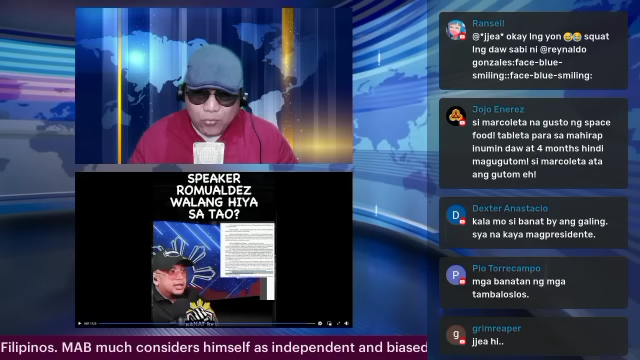 Ransell
@*jjea* okay lng yon 😅😂 squat
lng daw sabi ni @reynaldo
gonzales:face-blue-
smiling::face-blue-smiling:
Jojo Enerez
si marcoleta na gusto ng space
food! tableta para sa mahirap
inumin daw at 4 months hindi
magugutom! si marcoleta ata
ang gutom eh!
Dexter Anastacio
kala mo si banat by ang galing.
sya na kaya magpresidente.
Pio Torrecampo
mga banatan ng mga
tambaloslos.
grimreaper
jjea hi..
SPEAKER
ROMUALDEZ
WALANG HIYA
SA TAO?
BANAT BY
Filipinos. MAB much considers himself as independent and biased